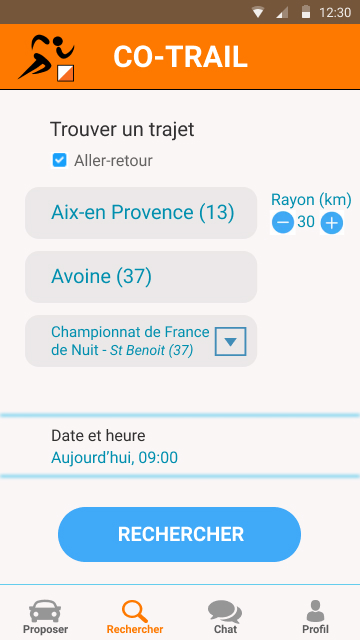 12:30
CO-TRAIL
Trouver un trajet
Aller-retour
Aix-en Provence (13)
Rayon (km)
30
Avoine (37)
Championnat de France
de Nuit - St Benoit (37)
Date et heure
Aujourd’hui, 09:00
RECHERCHER
Proposer
Rechercher
Chat
Profil